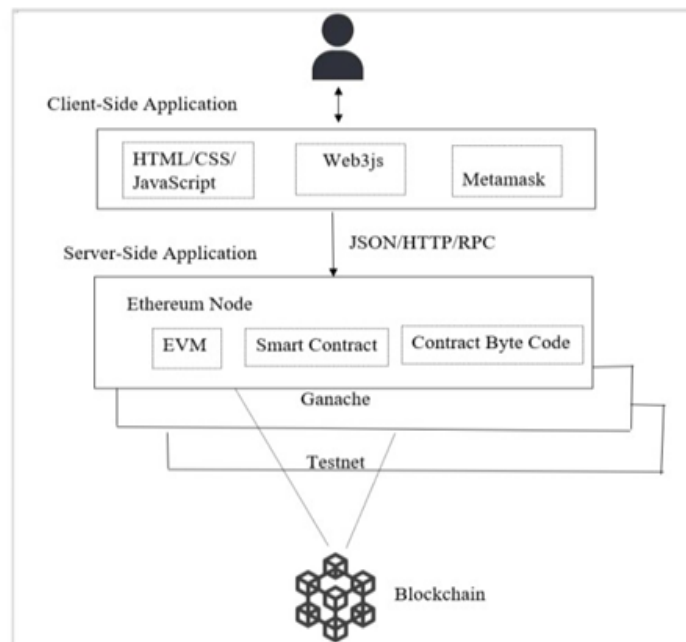 Client-Side Application
HTML/CSS/
JavaScript
Web3js
Metamask
JSON/HTTP/RPC
Server-Side Application
Ethereum Node
EVM
Smart Contract
Contract Byte Code
Ganache
Testnet
Blockchain